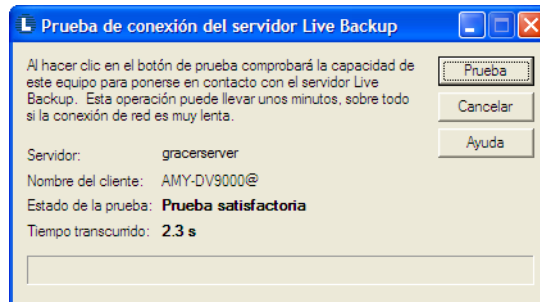 L Prueba de conexión del servidor Live Backup
Al hacer clic en el botón de prueba comprobará la capacidad de
este equipo para ponerse en contacto con el servidor Live
Backup. Esta operación puede llevar unos minutos, sobre todo
si la conexión de red es muy lenta.
Prueba
Cancelar
Ayuda
Servidor: gracerserver
Nombre del cliente: AMY-DV9000@
Estado de la prueba: Prueba satisfactoria
Tiempo transcurrido: 2.3 s